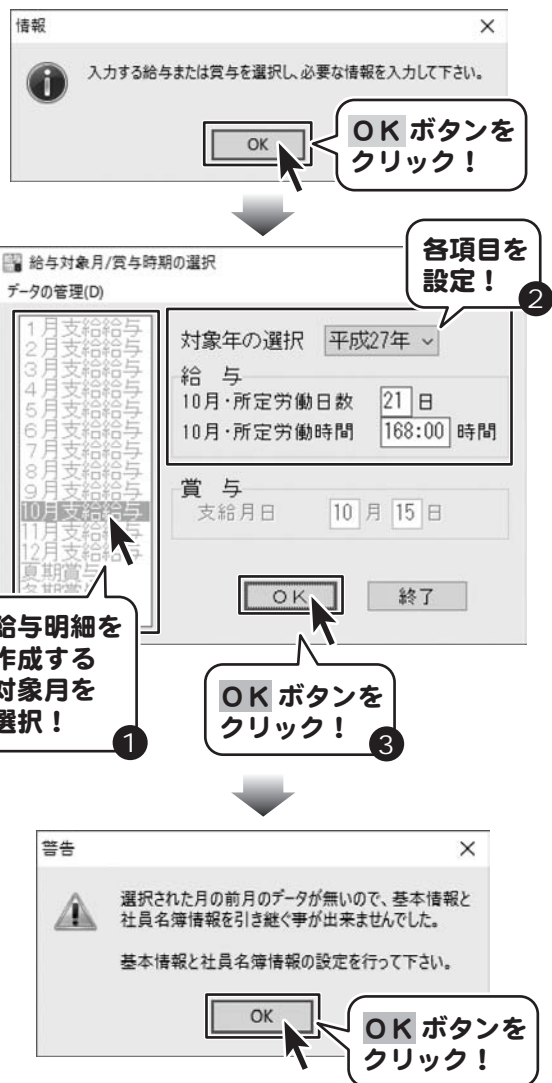 情報
入力する給与または賞与を選択し、必要な情報を入力して下さい。
OK
ＯＫ ボタンを
クリック！
給与対象月/賞与時期の選択
データの管理(D)
各項目を
設定！
2
1月支給給与
2月支給給与
3月支給給与
4月支給給与
5月支給給与
6月支給給与
7月支給給与
8月支給給与
9月支給給与
10月支給給与
11月支給給与
12月支給給与
夏期賞与
冬期賞与
対象年の選択 平成27年
給 与
10月・所定労働日数 21 日
10月・所定労働時間 168:00 時間
賞 与
支給月日 10 月 15 日
ＯＫ 終了
給与明細を
作成する
対象月を
選択！
1
ＯＫ ボタンを
クリック！
3
警告
選択された月の前月のデータが無いので、基本情報と
社員名簿情報を引き継ぐ事が出来ませんでした。
基本情報と社員名簿情報の設定を行って下さい。
OK
ＯＫ ボタンを
クリック！